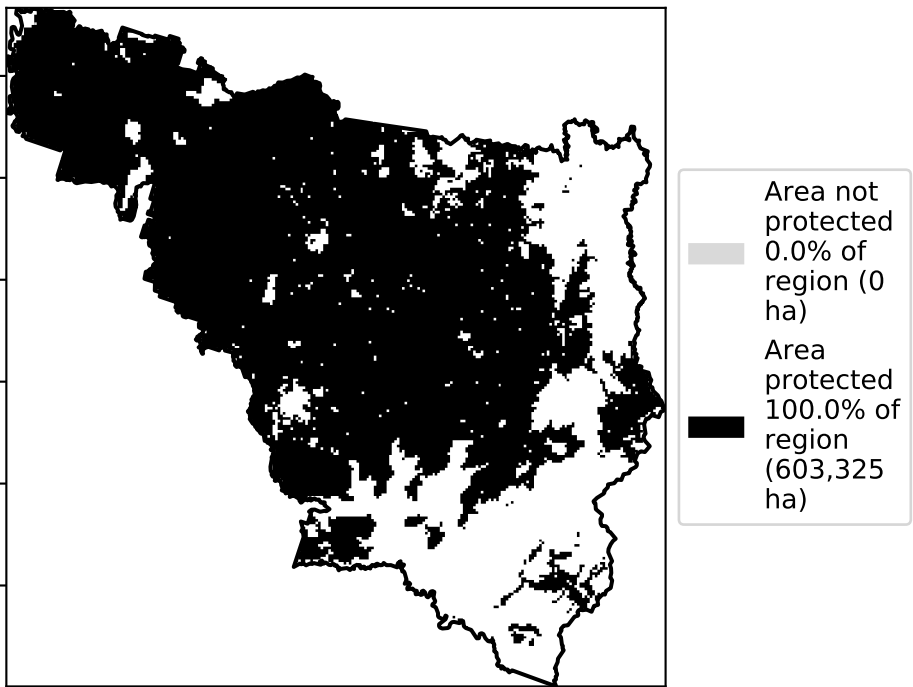 Area not
protected
0.0% of
region (0
ha)
Area
protected
100.0% of
region
(603,325
ha)